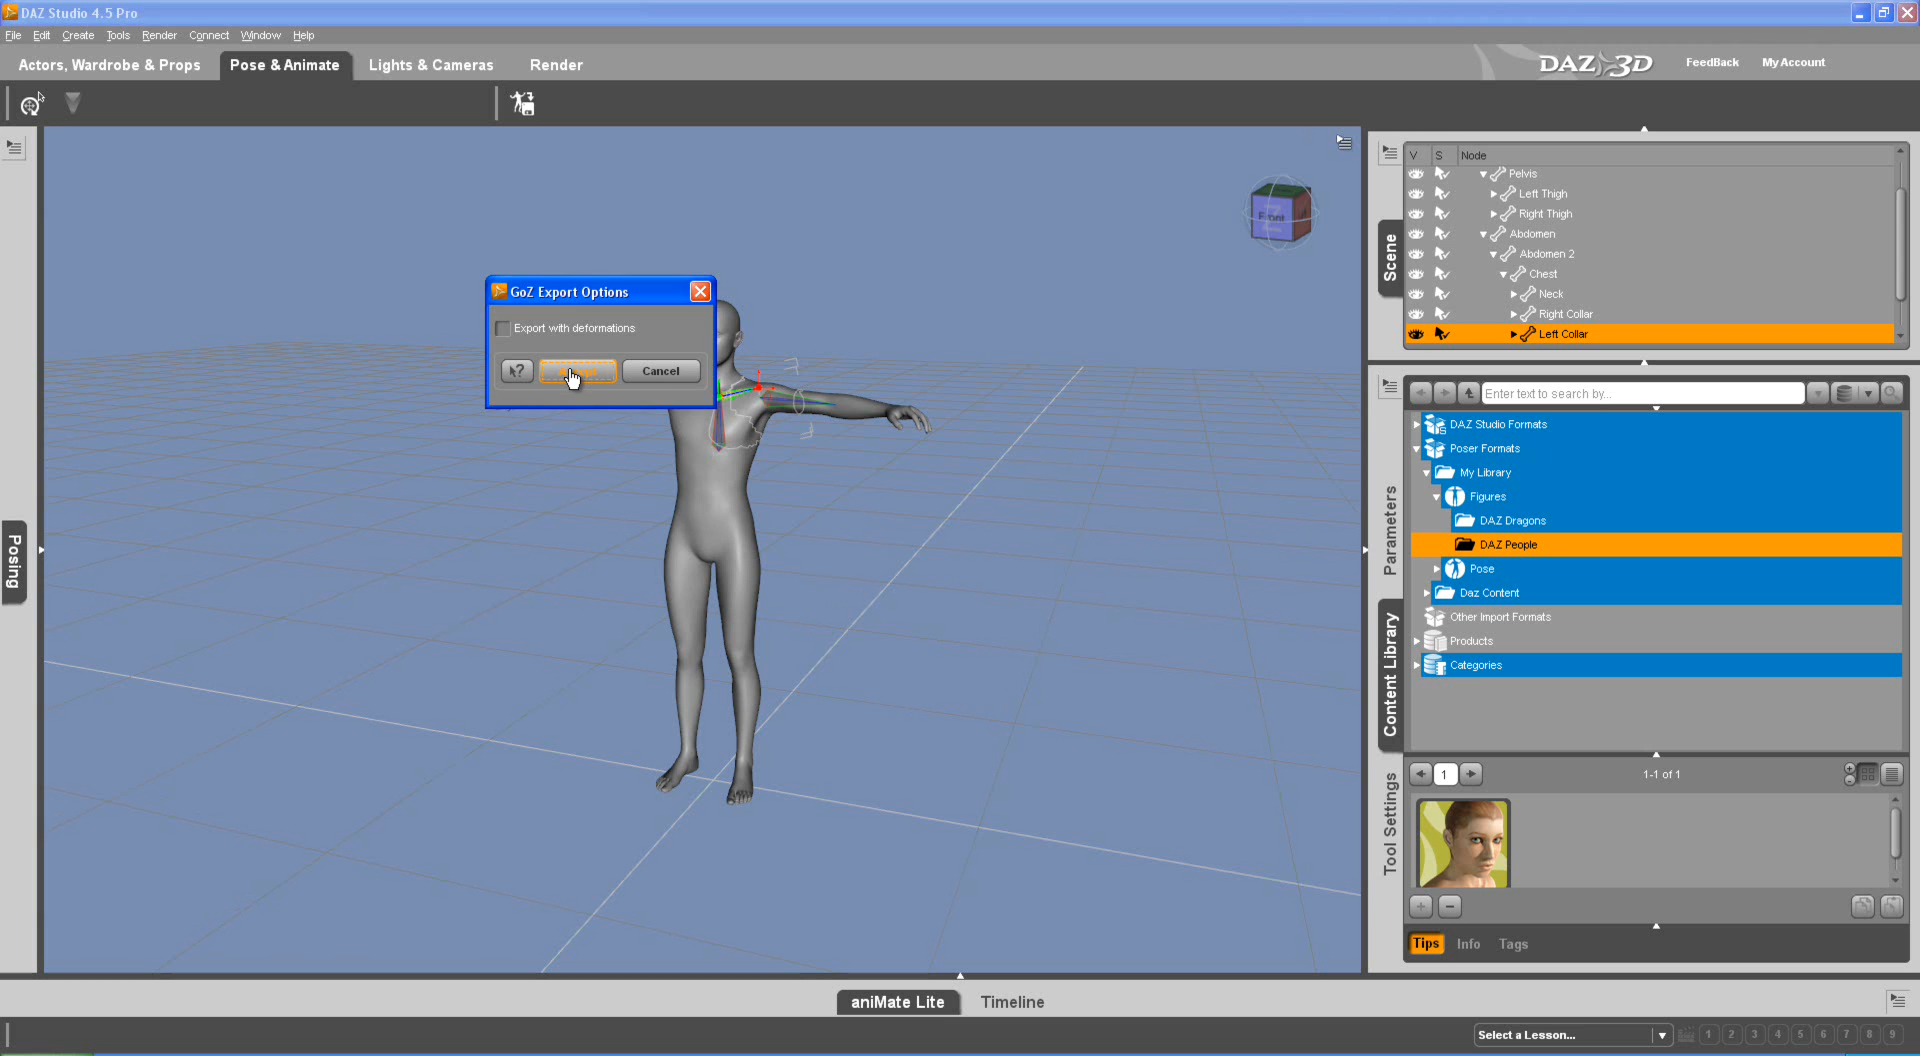 DAZ Studio 4.5 Pro
File Edit Create Tools Render Connect Window Help
Actors, Wardrobe & Props Pose & Animate Lights & Cameras Render
DAZ 3D
FeedBack My Account
V S Node
Pelvis
Left Thigh
Right Thigh
Abdomen
Abdomen 2
Chest
Neck
Right Collar
Left Collar
Scene
Front
GoZ Export Options
Export with deformations
Cancel
Posing
Enter text to search by...
DAZ Studio Formats
Poser Formats
My Library
Figures
DAZ Dragons
DAZ People
Pose
Daz Content
Other Import Formats
Products
Categories
Parameters
Content Library
Tool Settings
1
1-1 of 1
Tips Info Tags
aniMate Lite Timeline
Select a Lesson...
1 2 3 4 5 6 7 8 9